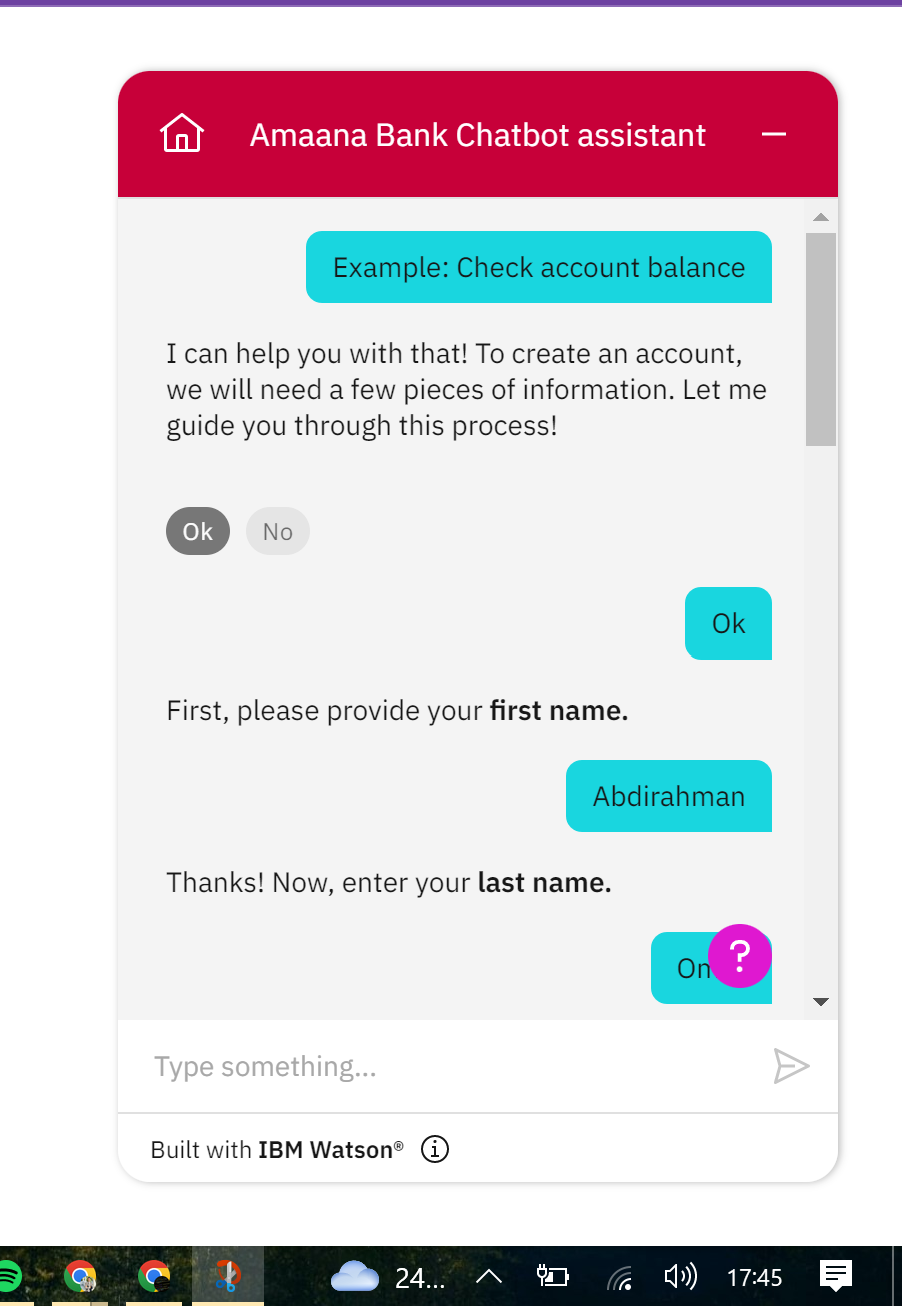 Amaana Bank Chatbot assistant
Example: Check account balance
I can help you with that! To create an account,
we will need a few pieces of information. Let me
guide you through this process!
Ok No
Ok
First, please provide your first name.
Abdirahman
Thanks! Now, enter your last name.
?
Type something...
Built with IBM Watson®
24... 17:45